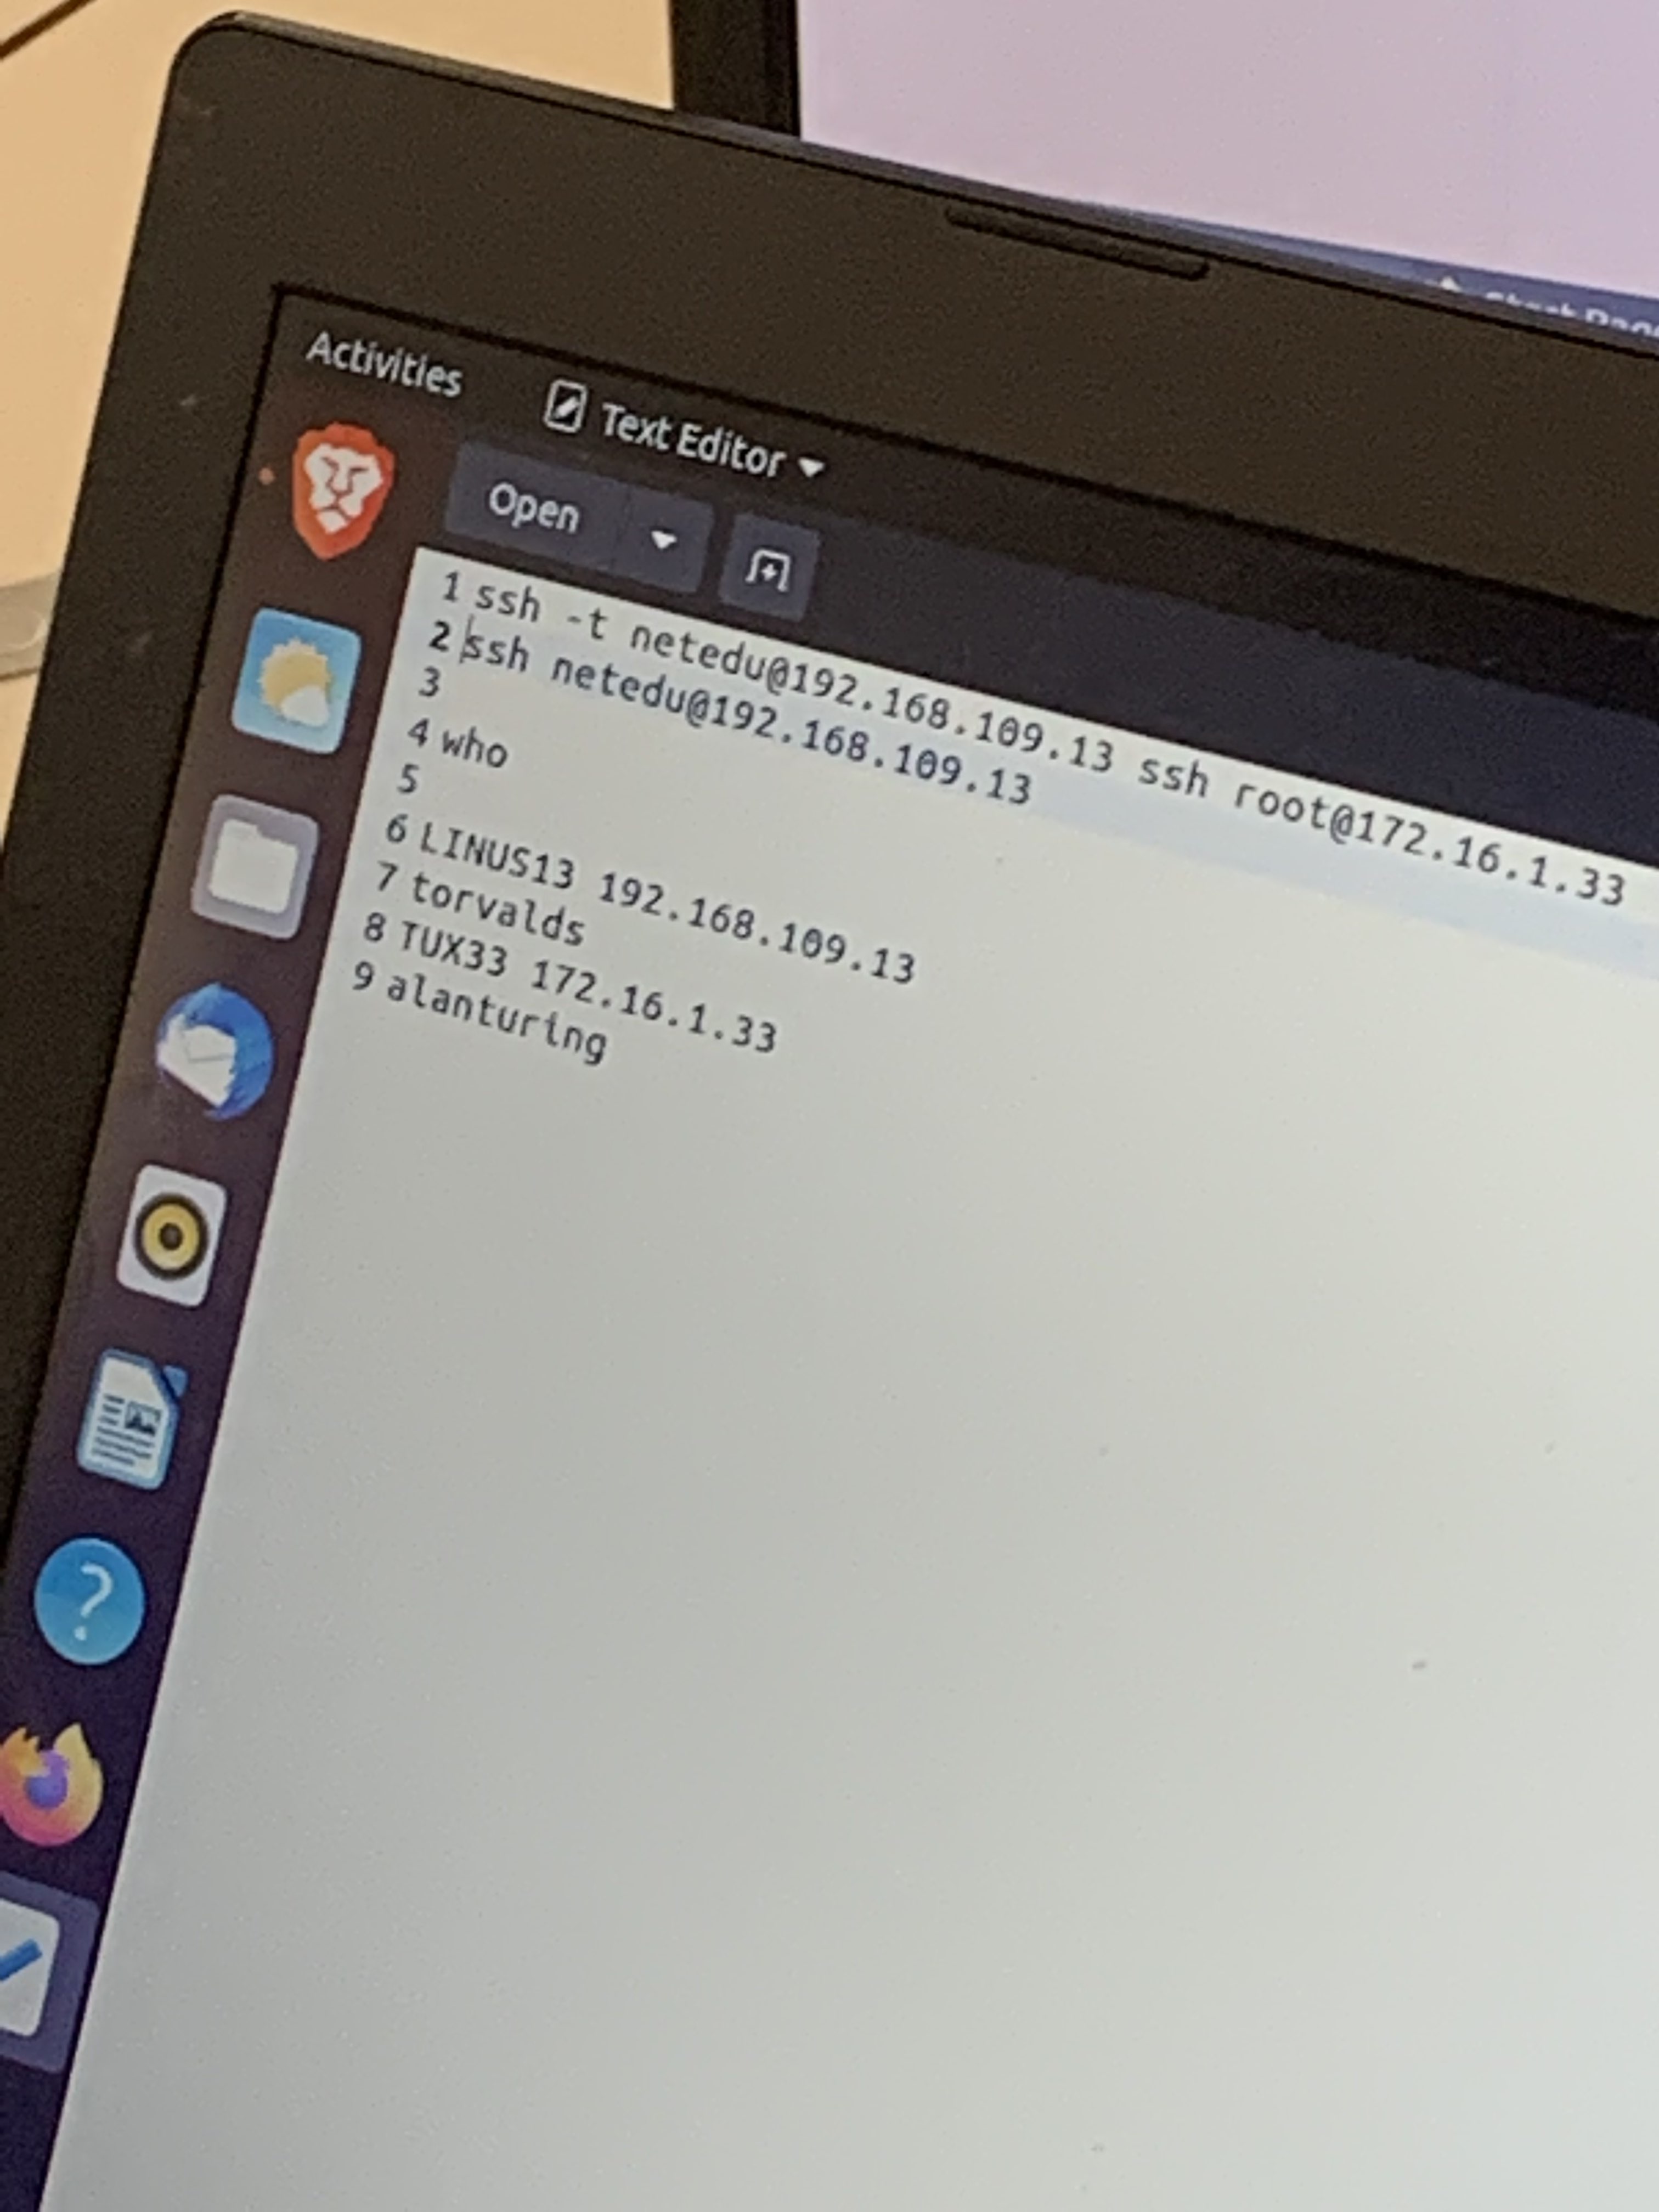 Activities
Text Editor
Open
1 ssh -t netedu@192.168.109.13 ssh root@172.16.1.33
2 ssh netedu@192.168.109.13
3
4 who
5
6 LINUS13 192.168.109.13
7 torvalds
8 TUX33 172.16.1.33
9 alanturing